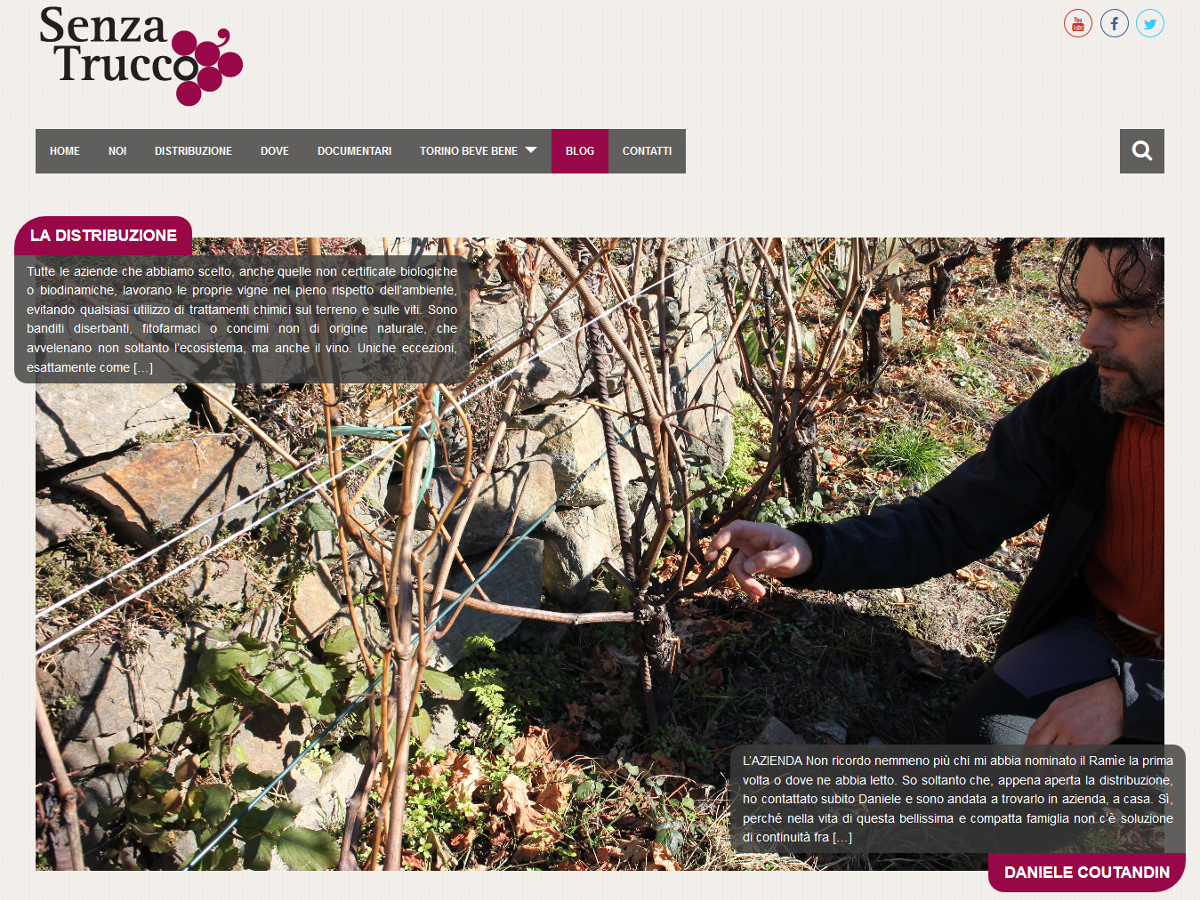 Senza
Trucco
You
Tube
HOME NOI DISTRIBUZIONE DOVE DOCUMENTARI TORINO BEVE BENE BLOG CONTATTI
LA DISTRIBUZIONE
Tutte le aziende che abbiamo scelto, anche quelle non certificate biologiche
o biodinamiche, lavorano le proprie vigne nel pieno rispetto dell'ambiente,
evitando qualsiasi utilizzo di trattamenti chimici sul terreno e sulle viti. Sono
banditi diserbanti, fitofarmaci o concimi non di origine naturale, che
avvelenano non soltanto l'ecosistema, ma anche il vino. Uniche eccezioni,
esattamente come [...]
L'AZIENDA Non ricordo nemmeno più chi mi abbia nominato il Ramìe la prima
volta o dove ne abbia letto. So soltanto che, appena aperta la distribuzione,
ho contattato subito Daniele e sono andata a trovarlo in azienda, a casa. Sì,
perché nella vita di questa bellissima e compatta famiglia non c'è soluzione
di continuità fra [...]
DANIELE COUTANDIN